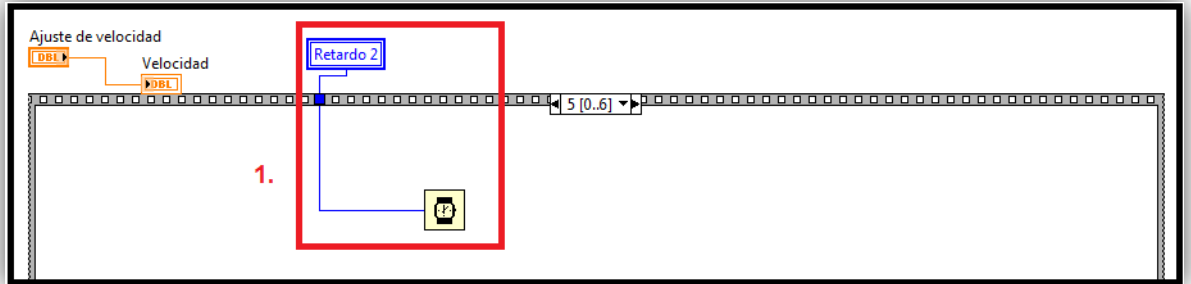 Ajuste de velocidad
DBL
Velocidad
DBL
Retardo 2
5 [0..6]
1.